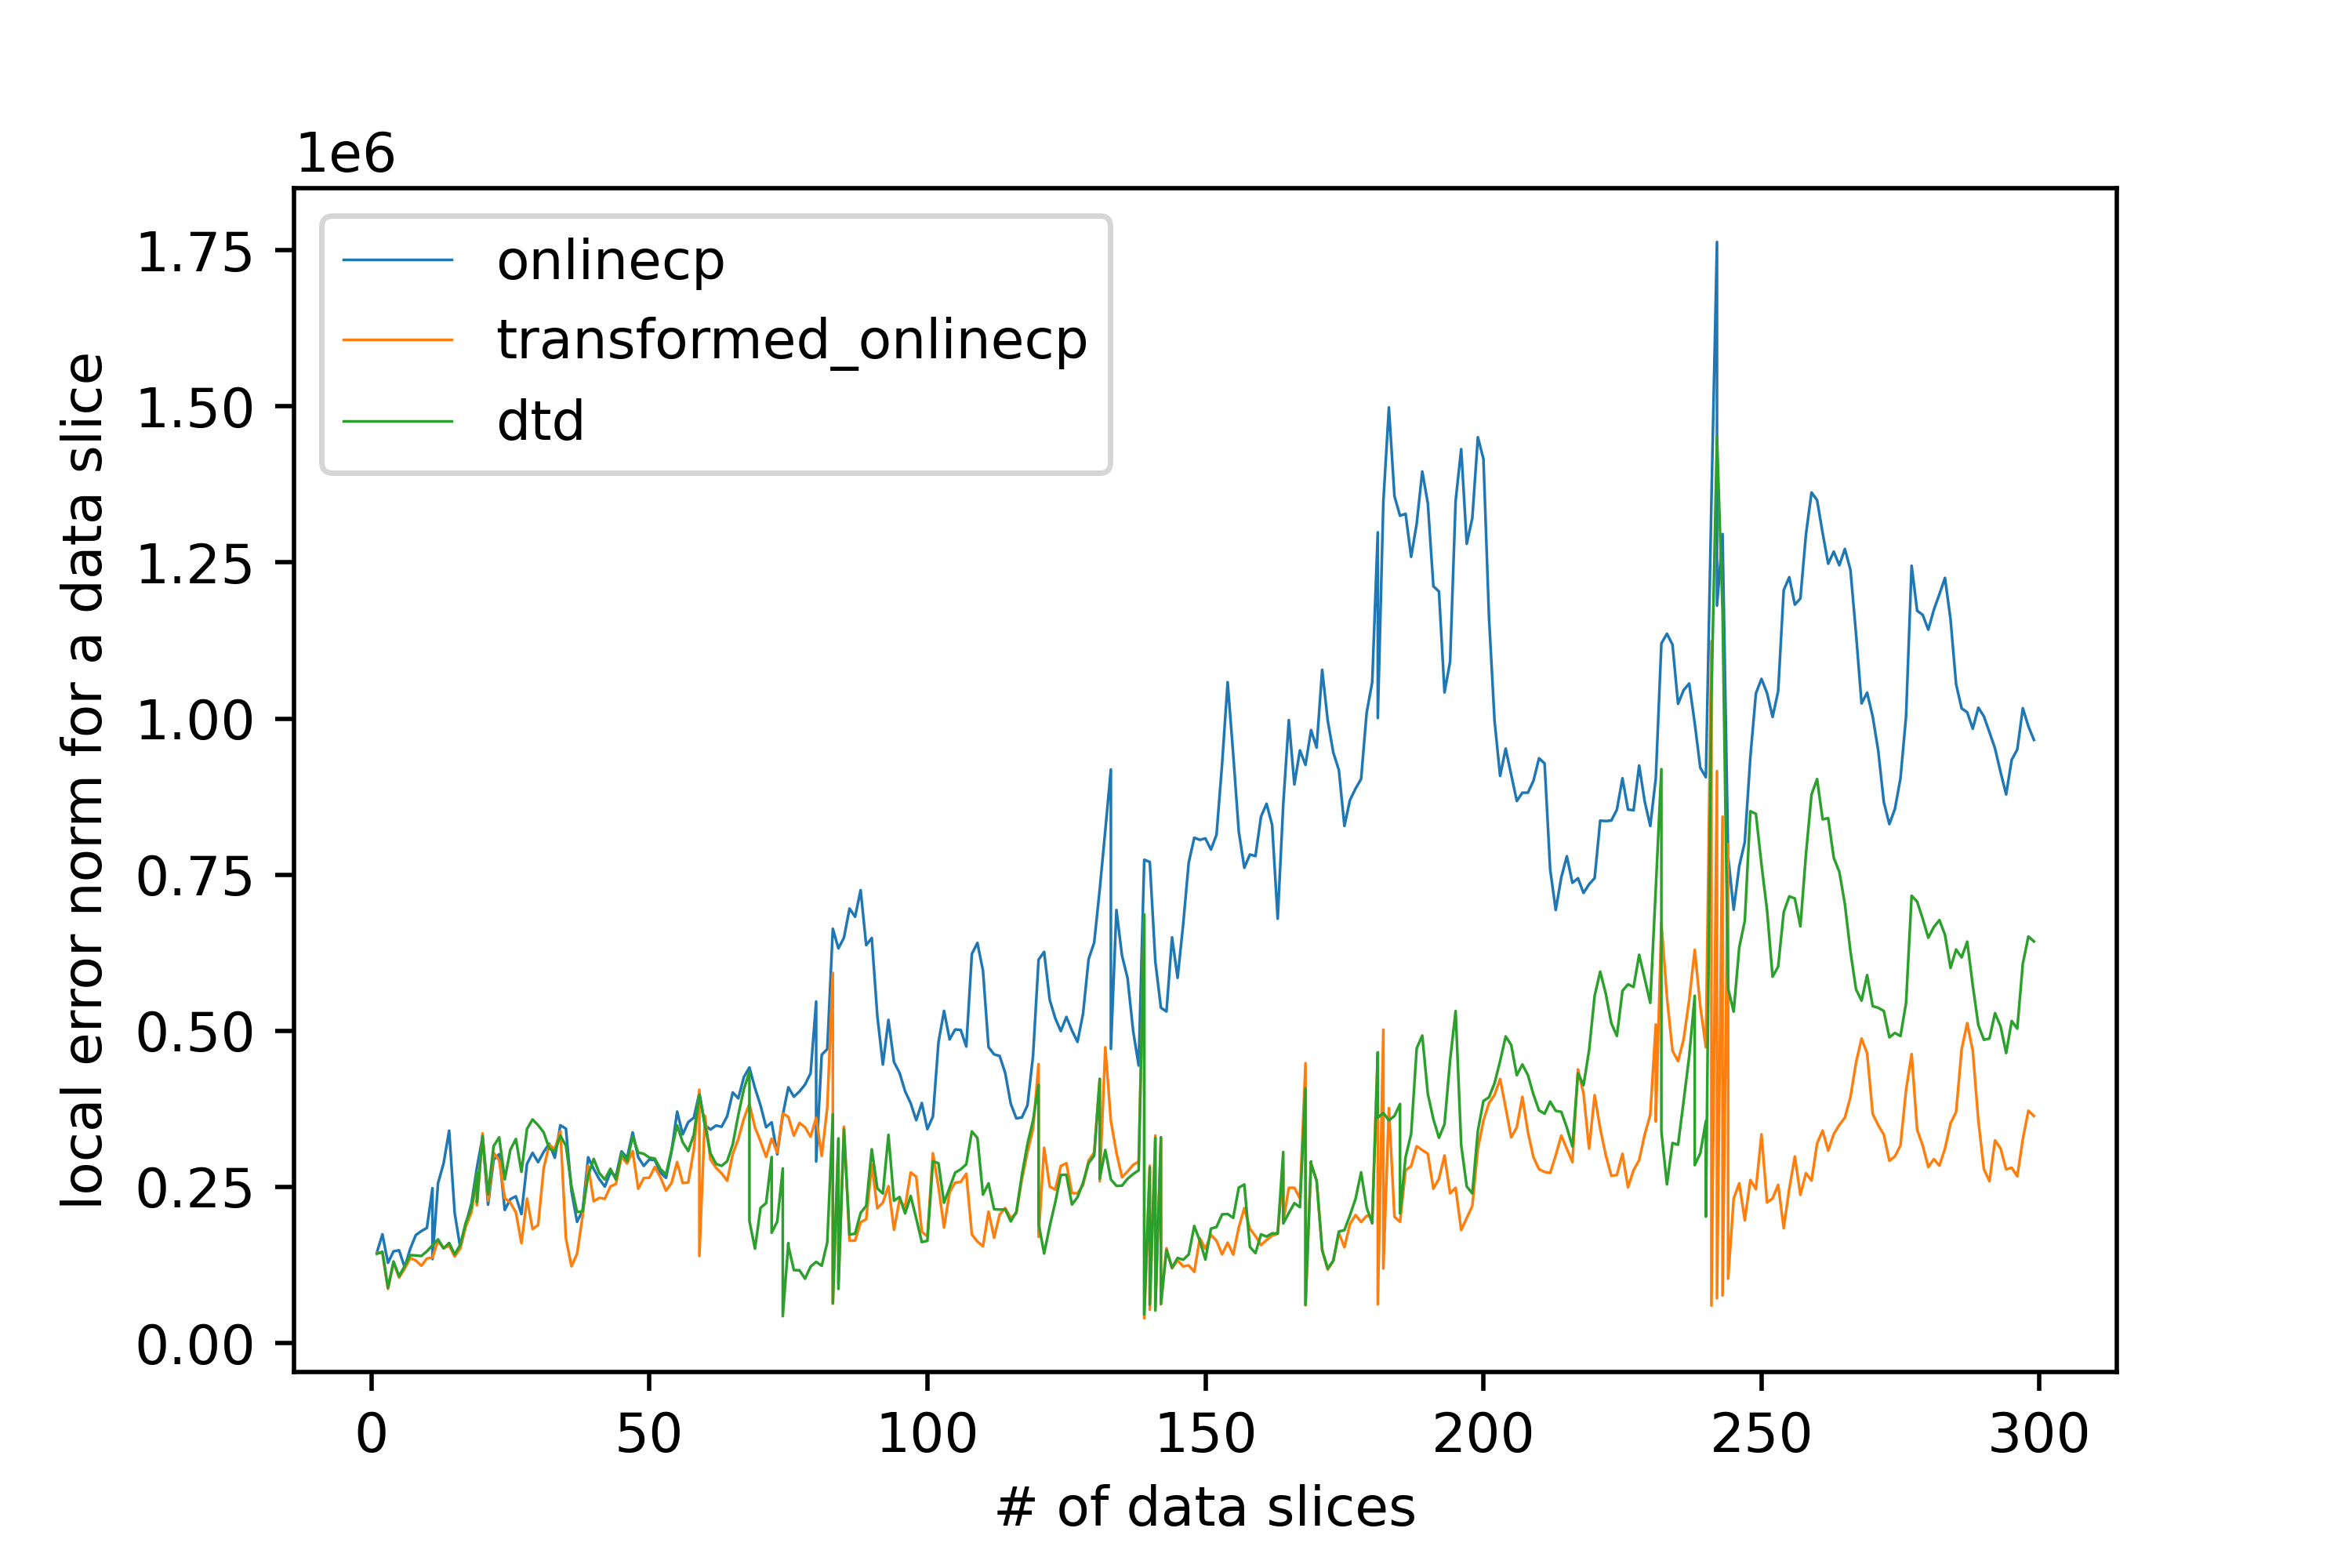 1e6
1.75
1.50
1.25
1.00
0.75
0.50
0.25
0.00
local error norm for a data slice
onlinecp
transformed_onlinecp
dtd
0 50 100 150 200 250 300
# of data slices